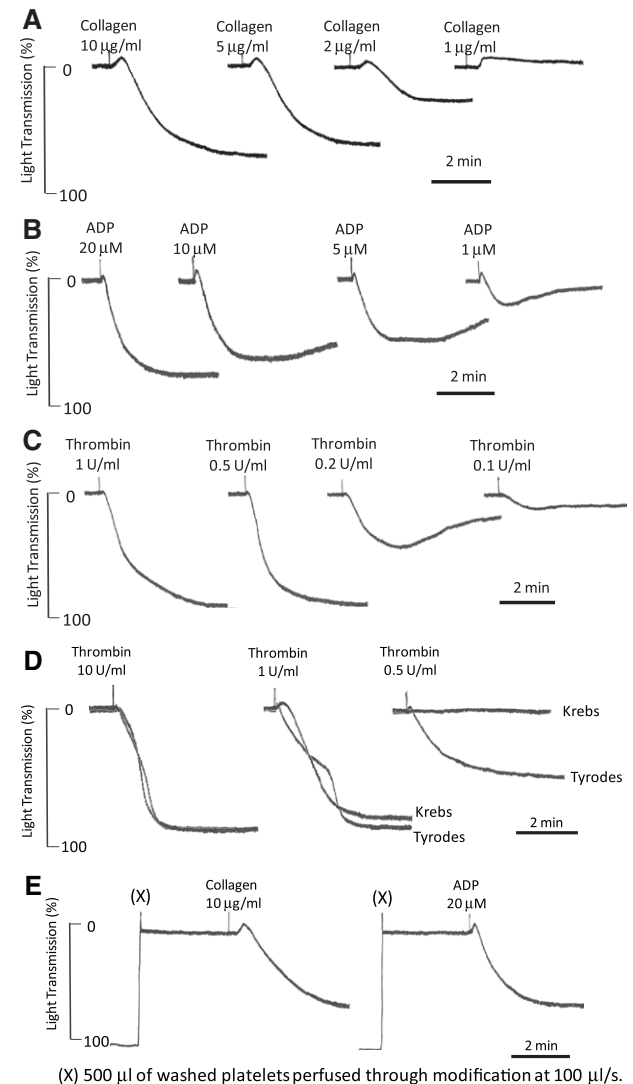 A
Collagen
10 µg/ml
Collagen
5 µg/ml
Collagen
2 µg/ml
Collagen
1 µg/ml
Light Transmission (%)
0
100
2 min
B
ADP
20 µM
ADP
10 µM
ADP
5 µM
ADP
1 µM
Light Transmission (%)
0
100
2 min
C
Thrombin
1 U/ml
Thrombin
0.5 U/ml
Thrombin
0.2 U/ml
Thrombin
0.1 U/ml
Light Transmission (%)
0
100
2 min
D
Thrombin
10 U/ml
Thrombin
1 U/ml
Thrombin
0.5 U/ml
Light Transmission (%)
0
100
Krebs
Tyrodes
Krebs
Tyrodes
2 min
E
(X)
Collagen
10 µg/ml
(X)
ADP
20 µM
Light Transmission (%)
0
100
2 min
(X) 500 µl of washed platelets perfused through modification at 100 µl/s.